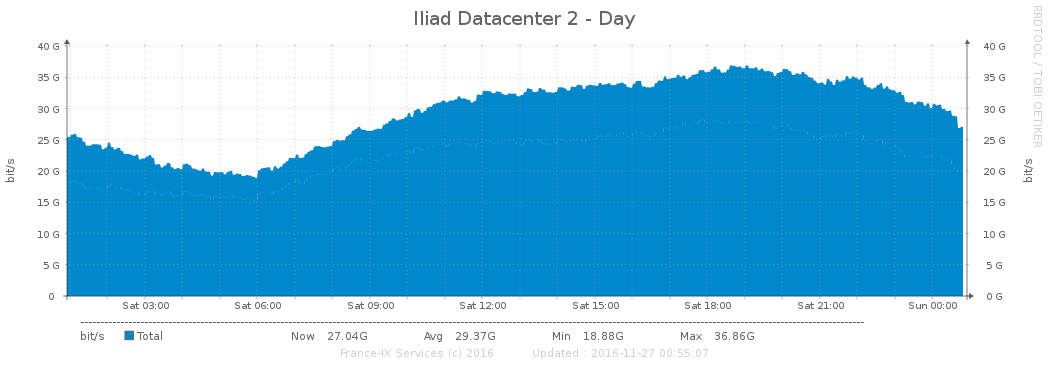 Iliad Datacenter 2 - Day
RRDTOOL / TOBI OETIKER
40 G 40 G
35 G 35 G
30 G 30 G
25 G 25 G
20 G 20 G
15 G 15 G
10 G 10 G
5 G 5 G
0 0 G
bit/s
bit/s
Sat 03:00 Sat 06:00 Sat 09:00 Sat 12:00 Sat 15:00 Sat 18:00 Sat 21:00 Sun 00:00
bit/s Total Now 27.04G Avg 29.37G Min 18.88G Max 36.86G
France-IX Services (c) 2016 Updated : 2016-11-27 00:55:07